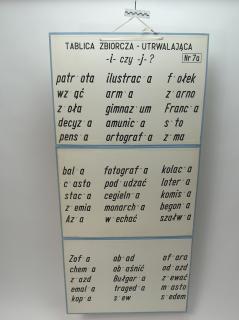 TABLICA ZBIORCZA - UTRWALAJĄCA
-i- czy -j- ?
Nr 7a
patr ota ilustrac a f ołek
wz ąć arm a z arno
z oła gimnaz um Franc a
decyz a amunic a s to
pens a ortograf a z ma
bal a fotograf a kolac a
c asto pod udzać loter a
stac a cegieln a komis a
z emia monarch a began a
Az a w echać szałw a
Zof a ob ad of ara
chem a ob aśnić od azd
z azd Bułgar a z ewać
emal a traged a m asto
kop a s ew s edem